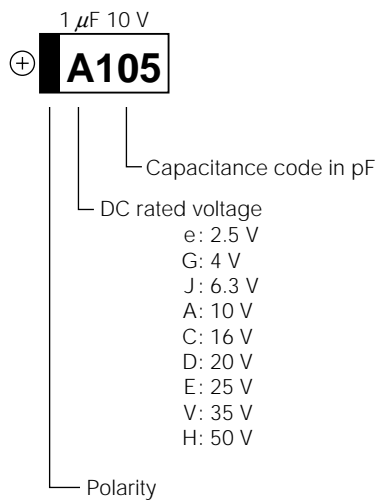 1 μF 10 V
+ A105
Capacitance code in pF
DC rated voltage
e: 2.5 V
G: 4 V
J: 6.3 V
A: 10 V
C: 16 V
D: 20 V
E: 25 V
V: 35 V
H: 50 V
Polarity